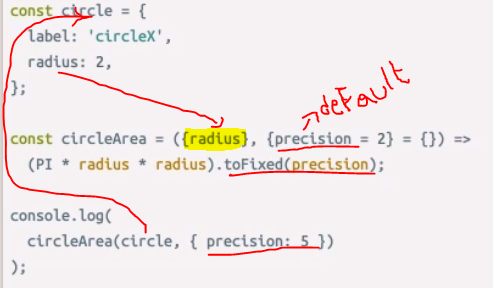 const circle = {
  label: 'circleX',
  radius: 2,
};
default
const circleArea = ({radius}, {precision = 2} = {}) =>
  (PI * radius * radius).toFixed(precision);
console.log(
  circleArea(circle, { precision: 5 })
);